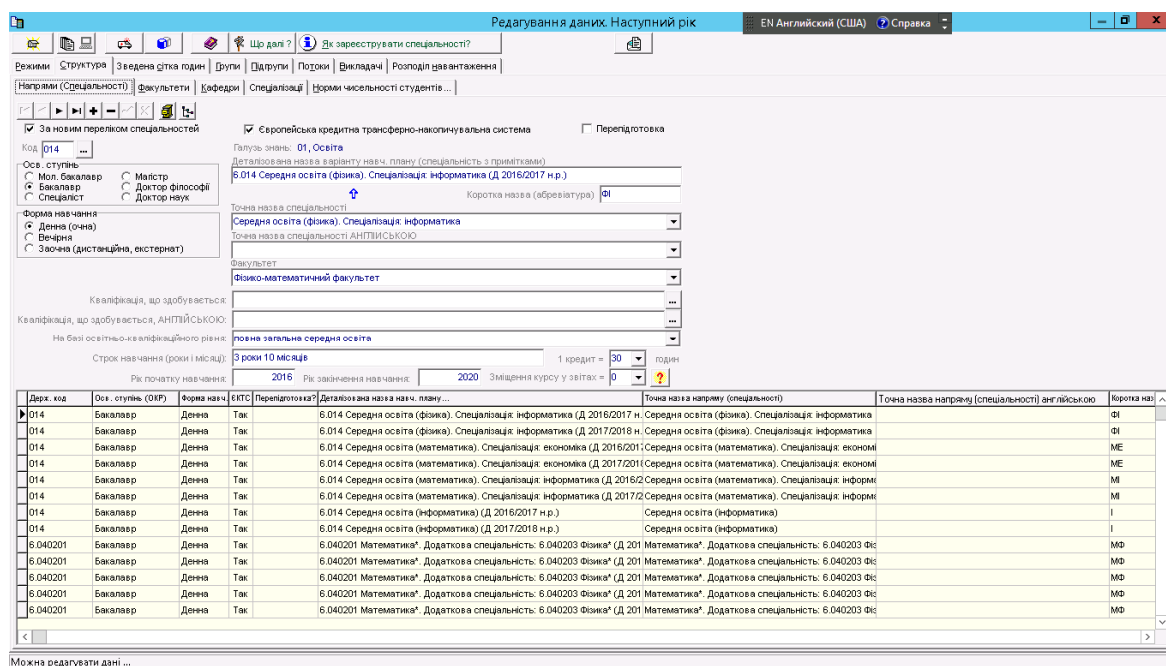 Редагування даних. Наступний рік
EN Английский (США) Справка
Що далі ? Як зареєструвати спеціальності?
Режими Структура Зведена сітка годин Групи Підгрупи Потоки Викладачі Розподіл навантаження
Напрями (Спеціальності) Факультети Кафедри Спеціалізації Норми чисельності студентів...
За новим переліком спеціальностей Європейська кредитна трансферно-накопичувальна система Перепідготовка
Код 014 ... Галузь знань: 01, Освіта
Осв. ступінь Деталізована назва варіанту навч. плану (спеціальність з примітками)
Мол. бакалавр Магістр 6.014 Середня освіта (фізика). Спеціалізація: інформатика (Д 2016/2017 н.р.)
Бакалавр Доктор філософії
Спеціаліст Доктор наук Коротка назва (абревіатура) ФІ
Форма навчання Точна назва спеціальності
Денна (очна) Середня освіта (фізика). Спеціалізація: інформатика
Вечірня Точна назва спеціальності АНГЛІЙСЬКОЮ
Заочна (дистанційна, екстернат)
Факультет
Фізико-математичний факультет
Кваліфікація, що здобувається: ...
Кваліфікація, що здобувається, АНГЛІЙСЬКОЮ: ...
На базі освітньо-кваліфікаційного рівня: повна загальна середня освіта
Строк навчання (роки і місяці): 3 роки 10 місяців 1 кредит = 30 годин
Рік початку навчання: 2016 Рік закінчення навчання: 2020 Зміщення курсу у звітах = 0 ?
Держ. код Осв. ступінь (ОКР) Форма навч. ЄКТС Перепідготовка? Деталізована назва навч. плану... Точна назва напряму (спеціальності) Точна назва напряму (спеціальності) англійською Коротка наз
014 Бакалавр Денна Так 6.014 Середня освіта (фізика). Спеціалізація: інформатика (Д 2016/2017 н. Середня освіта (фізика). Спеціалізація: інформатика ФІ
014 Бакалавр Денна Так 6.014 Середня освіта (фізика). Спеціалізація: інформатика (Д 2017/2018 н. Середня освіта (фізика). Спеціалізація: інформатика ФІ
014 Бакалавр Денна Так 6.014 Середня освіта (математика). Спеціалізація: економіка (Д 2016/201 Середня освіта (математика). Спеціалізація: економі МЕ
014 Бакалавр Денна Так 6.014 Середня освіта (математика). Спеціалізація: економіка (Д 2017/201 Середня освіта (математика). Спеціалізація: економі МЕ
014 Бакалавр Денна Так 6.014 Середня освіта (математика). Спеціалізація: інформатика (Д 2016/2 Середня освіта (математика). Спеціалізація: інформа МІ
014 Бакалавр Денна Так 6.014 Середня освіта (математика). Спеціалізація: інформатика (Д 2017/2 Середня освіта (математика). Спеціалізація: інформа МІ
014 Бакалавр Денна Так 6.014 Середня освіта (інформатика) (Д 2016/2017 н.р.) Середня освіта (інформатика) І
014 Бакалавр Денна Так 6.014 Середня освіта (інформатика) (Д 2017/2018 н.р.) Середня освіта (інформатика) І
6.040201 Бакалавр Денна Так 6.040201 Математика*. Додаткова спеціальність: 6.040203 Фізика* (Д 201 Математика*. Додаткова спеціальність: 6.040203 Фіз МФ
6.040201 Бакалавр Денна Так 6.040201 Математика*. Додаткова спеціальність: 6.040203 Фізика* (Д 201 Математика*. Додаткова спеціальність: 6.040203 Фіз МФ
6.040201 Бакалавр Денна Так 6.040201 Математика*. Додаткова спеціальність: 6.040203 Фізика* (Д 201 Математика*. Додаткова спеціальність: 6.040203 Фіз МФ
6.040201 Бакалавр Денна Так 6.040201 Математика*. Додаткова спеціальність: 6.040203 Фізика* (Д 201 Математика*. Додаткова спеціальність: 6.040203 Фіз МФ
6.040201 Бакалавр Денна Так 6.040201 Математика*. Додаткова спеціальність: 6.040203 Фізика* (Д 201 Математика*. Додаткова спеціальність: 6.040203 Фіз МФ
Можна редагувати дані ...